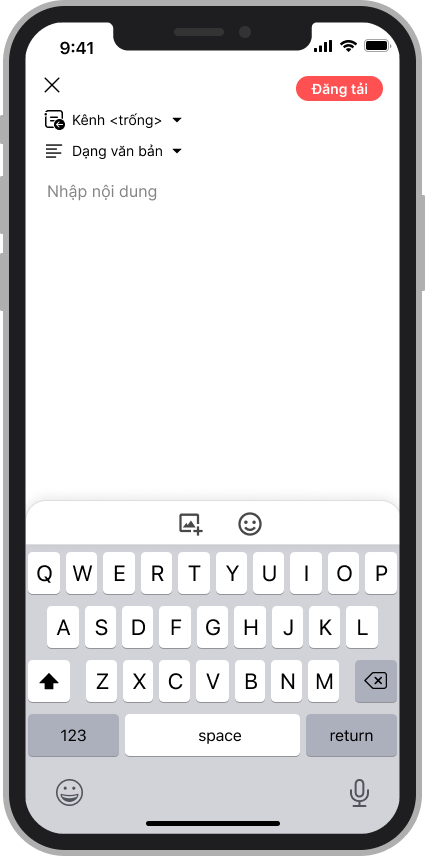 9:41
Đăng tải
Kênh <trống>
Dạng văn bản
Nhập nội dung
Q W E R T Y U I O P
A S D F G H J K L
Z X C V B N M
123 space return